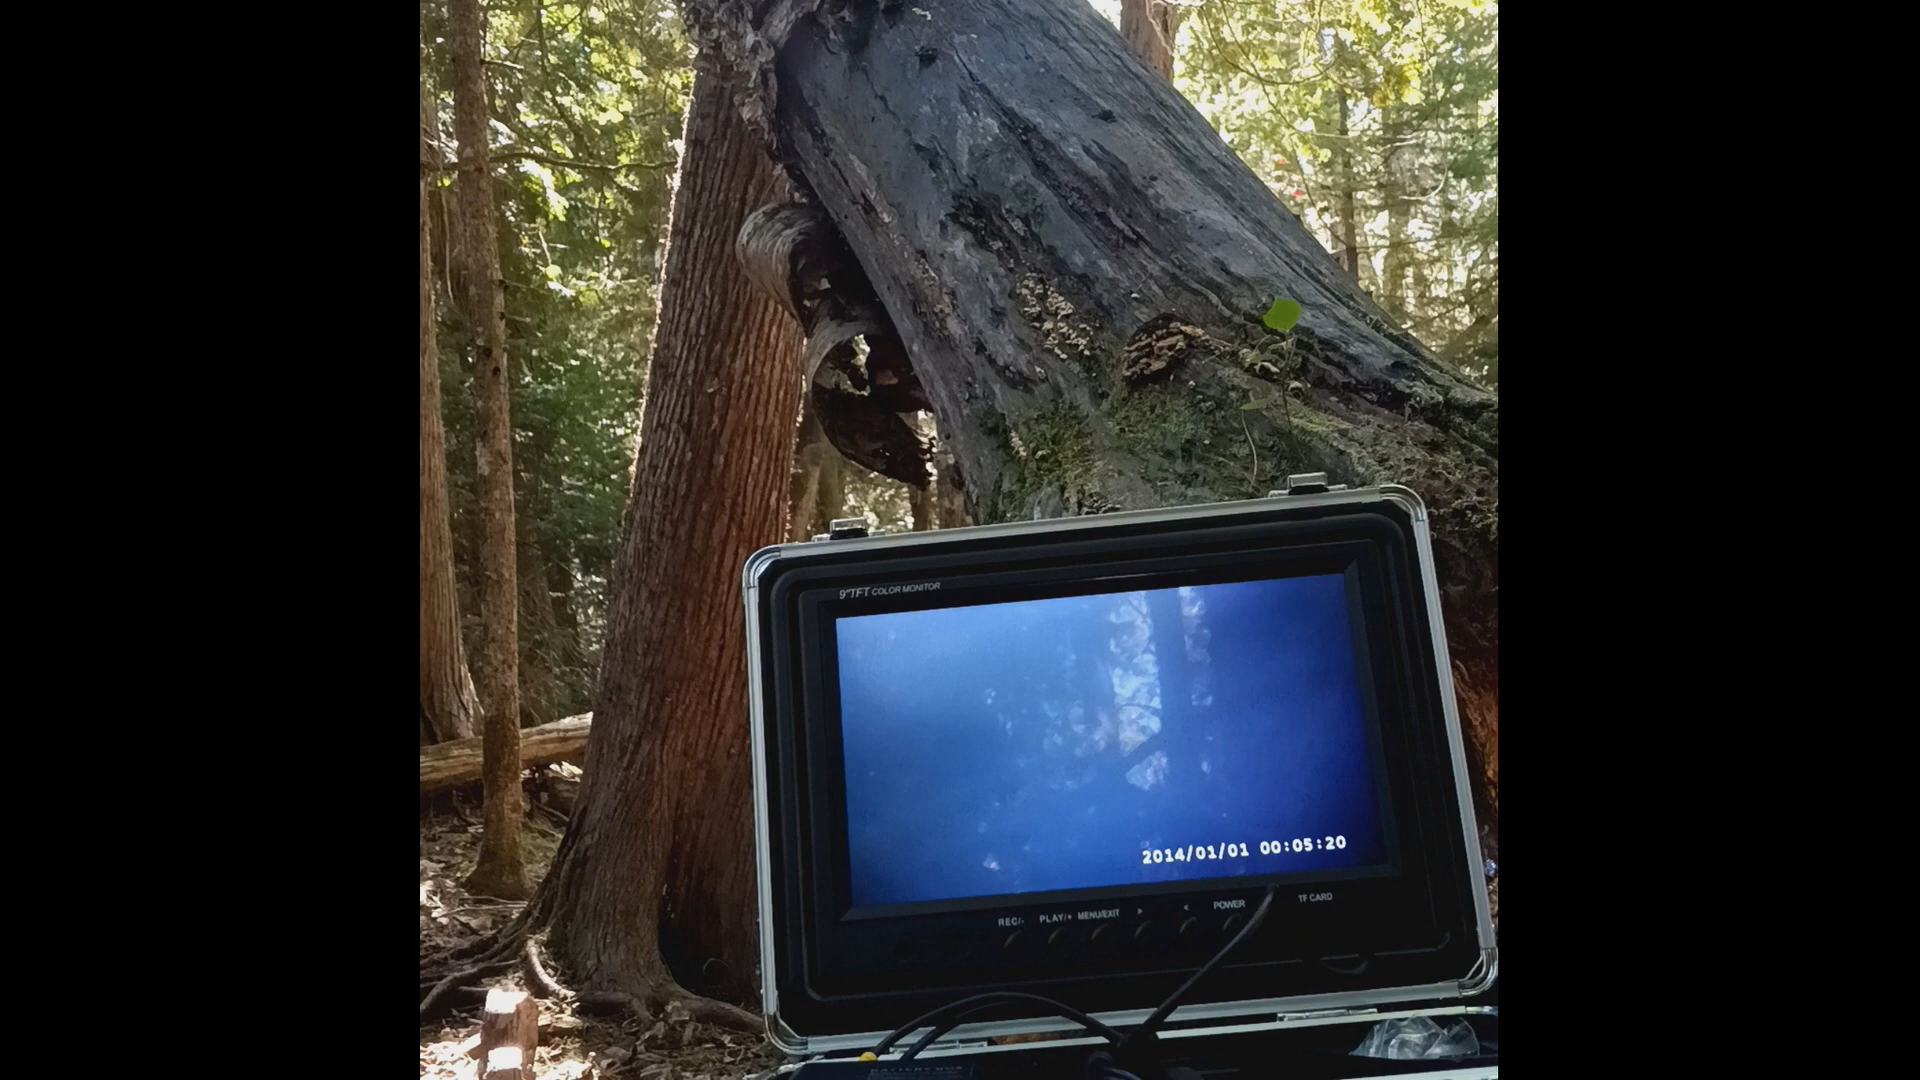 9"TFT COLOR MONITOR
2014/01/01 00:05:20
REC/- PLAY/+ MENU/EXIT > < POWER TF CARD